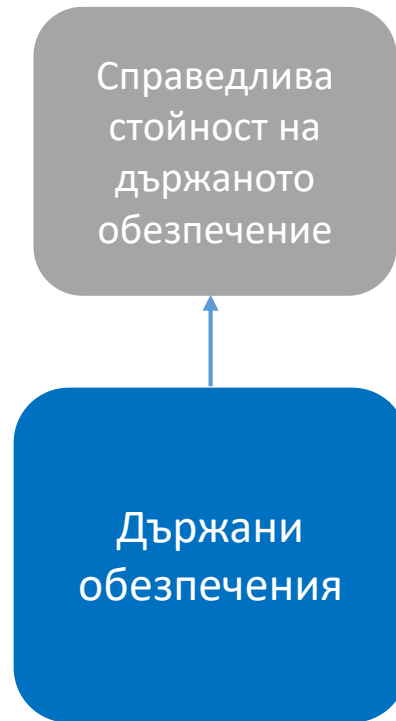 Справедлива
стойност на
държаното
обезпечение
Държани
обезпечения